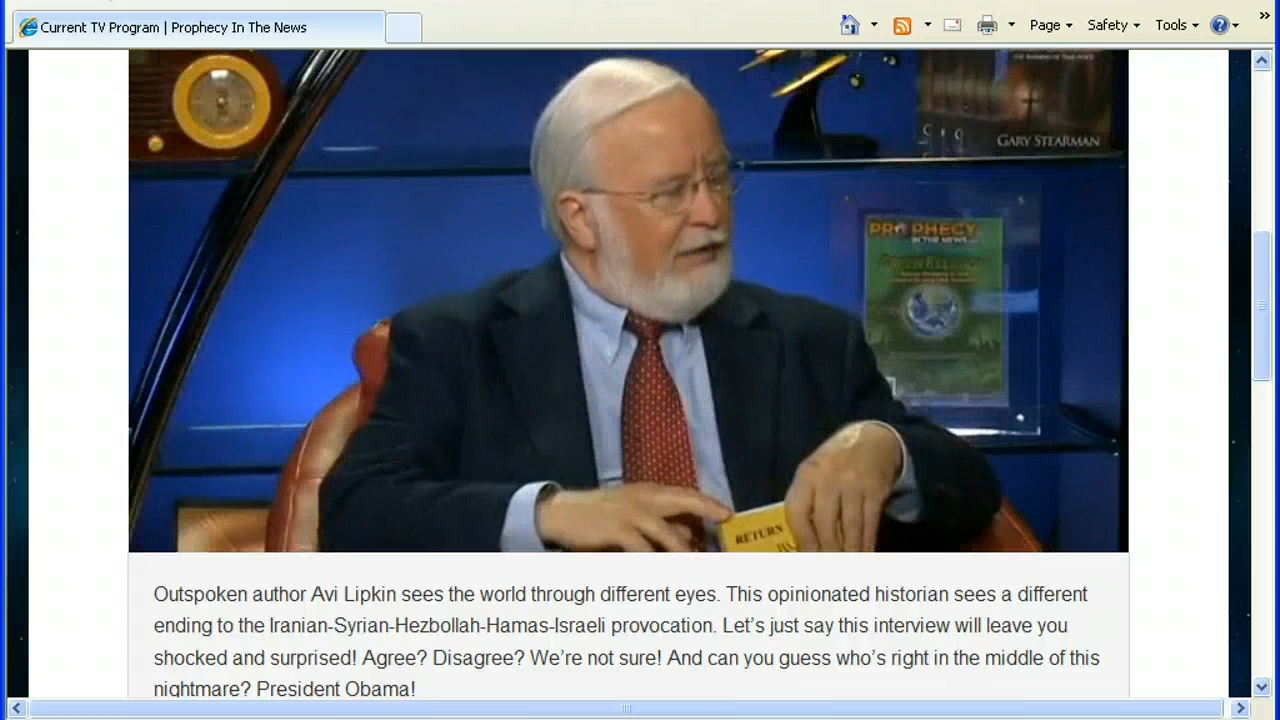 Current TV Program | Prophecy In The News
Page
Safety
Tools
GARY STEARMAN
PROPHECY
IN THE NEWS
RETURN
Outspoken author Avi Lipkin sees the world through different eyes. This opinionated historian sees a different
ending to the Iranian-Syrian-Hezbollah-Hamas-Israeli provocation. Let's just say this interview will leave you
shocked and surprised! Agree? Disagree? We're not sure! And can you guess who's right in the middle of this
nightmare? President Obama!